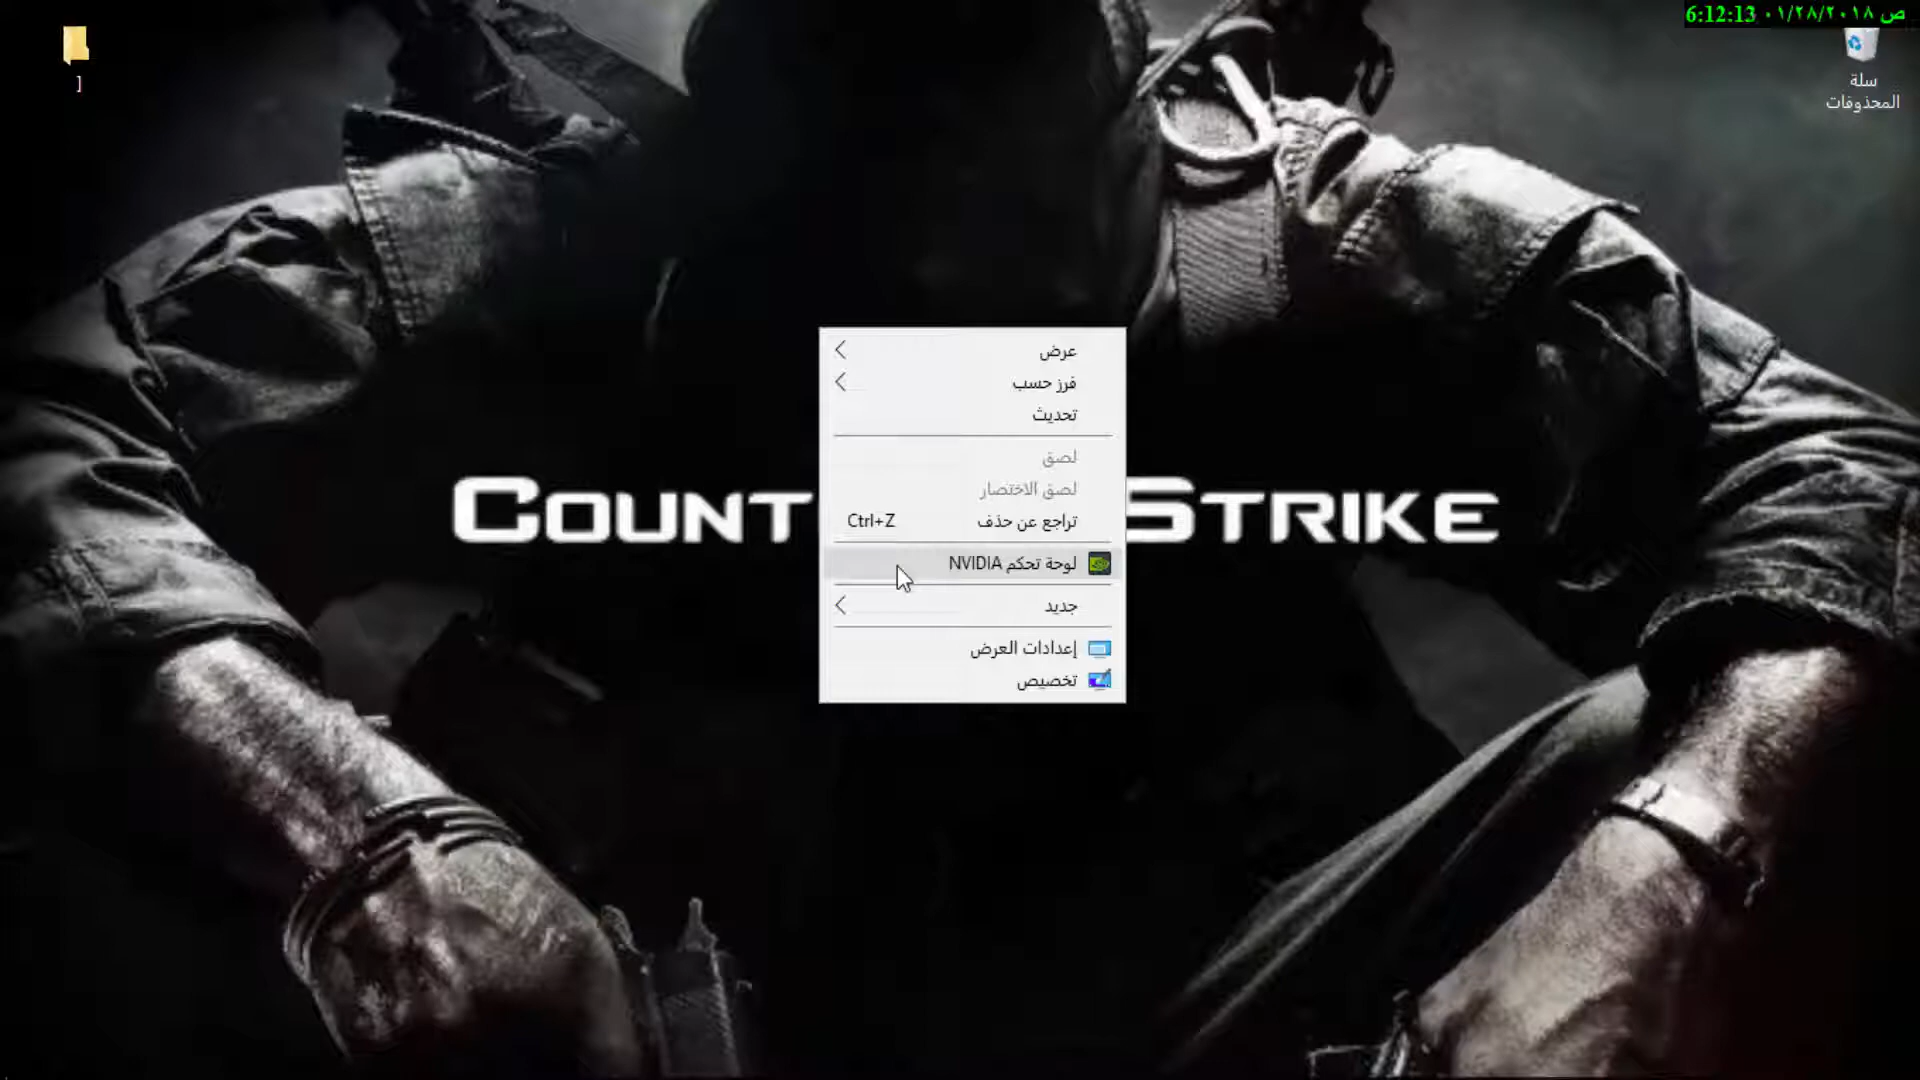 6:12:13 ص ٠١/٢٨/٢٠١٨
]
سلة
المحذوفات
عرض
فرز حسب
تحديث
لصق
لصق الاختصار
تراجع عن حذف Ctrl+Z
COUNT STRIKE
لوحة تحكم NVIDIA
جديد
إعدادات العرض
تخصيص